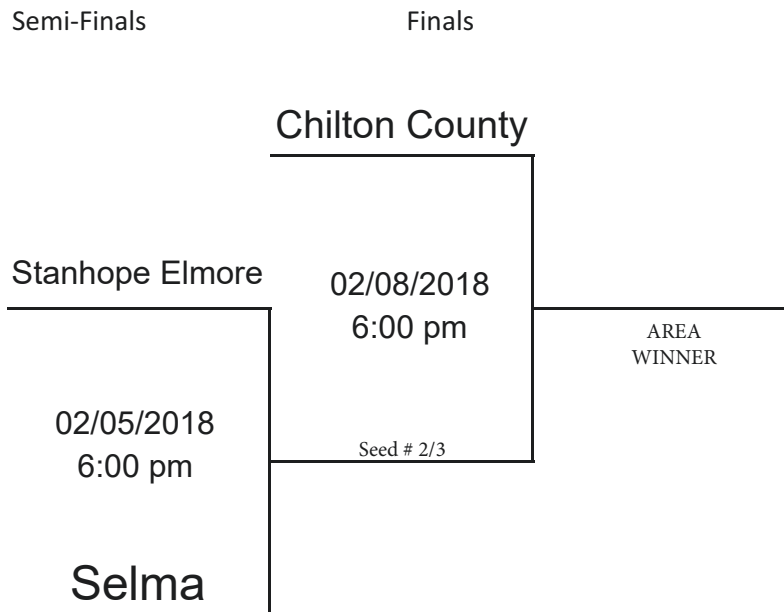 Semi-Finals
Finals
Chilton County
Stanhope Elmore
02/08/2018
6:00 pm
AREA
WINNER
02/05/2018
6:00 pm
Seed # 2/3
Selma